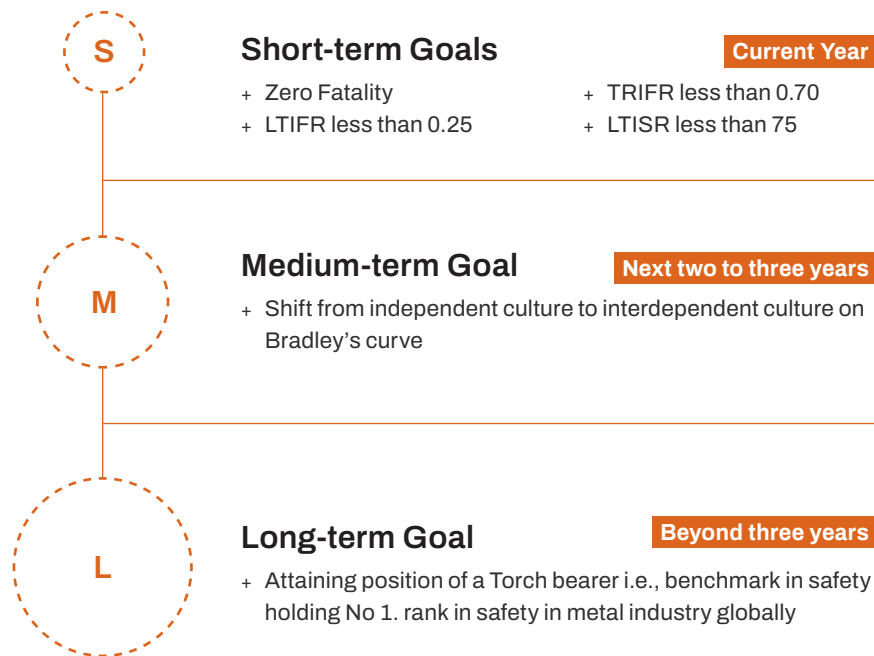 S
Short-term Goals
Current Year
+ Zero Fatality
+ TRIFR less than 0.70
+ LTIFR less than 0.25
+ LTISR less than 75
M
Medium-term Goal
Next two to three years
+ Shift from independent culture to interdependent culture on
Bradley’s curve
L
Long-term Goal
Beyond three years
+ Attaining position of a Torch bearer i.e., benchmark in safety
holding No 1. rank in safety in metal industry globally